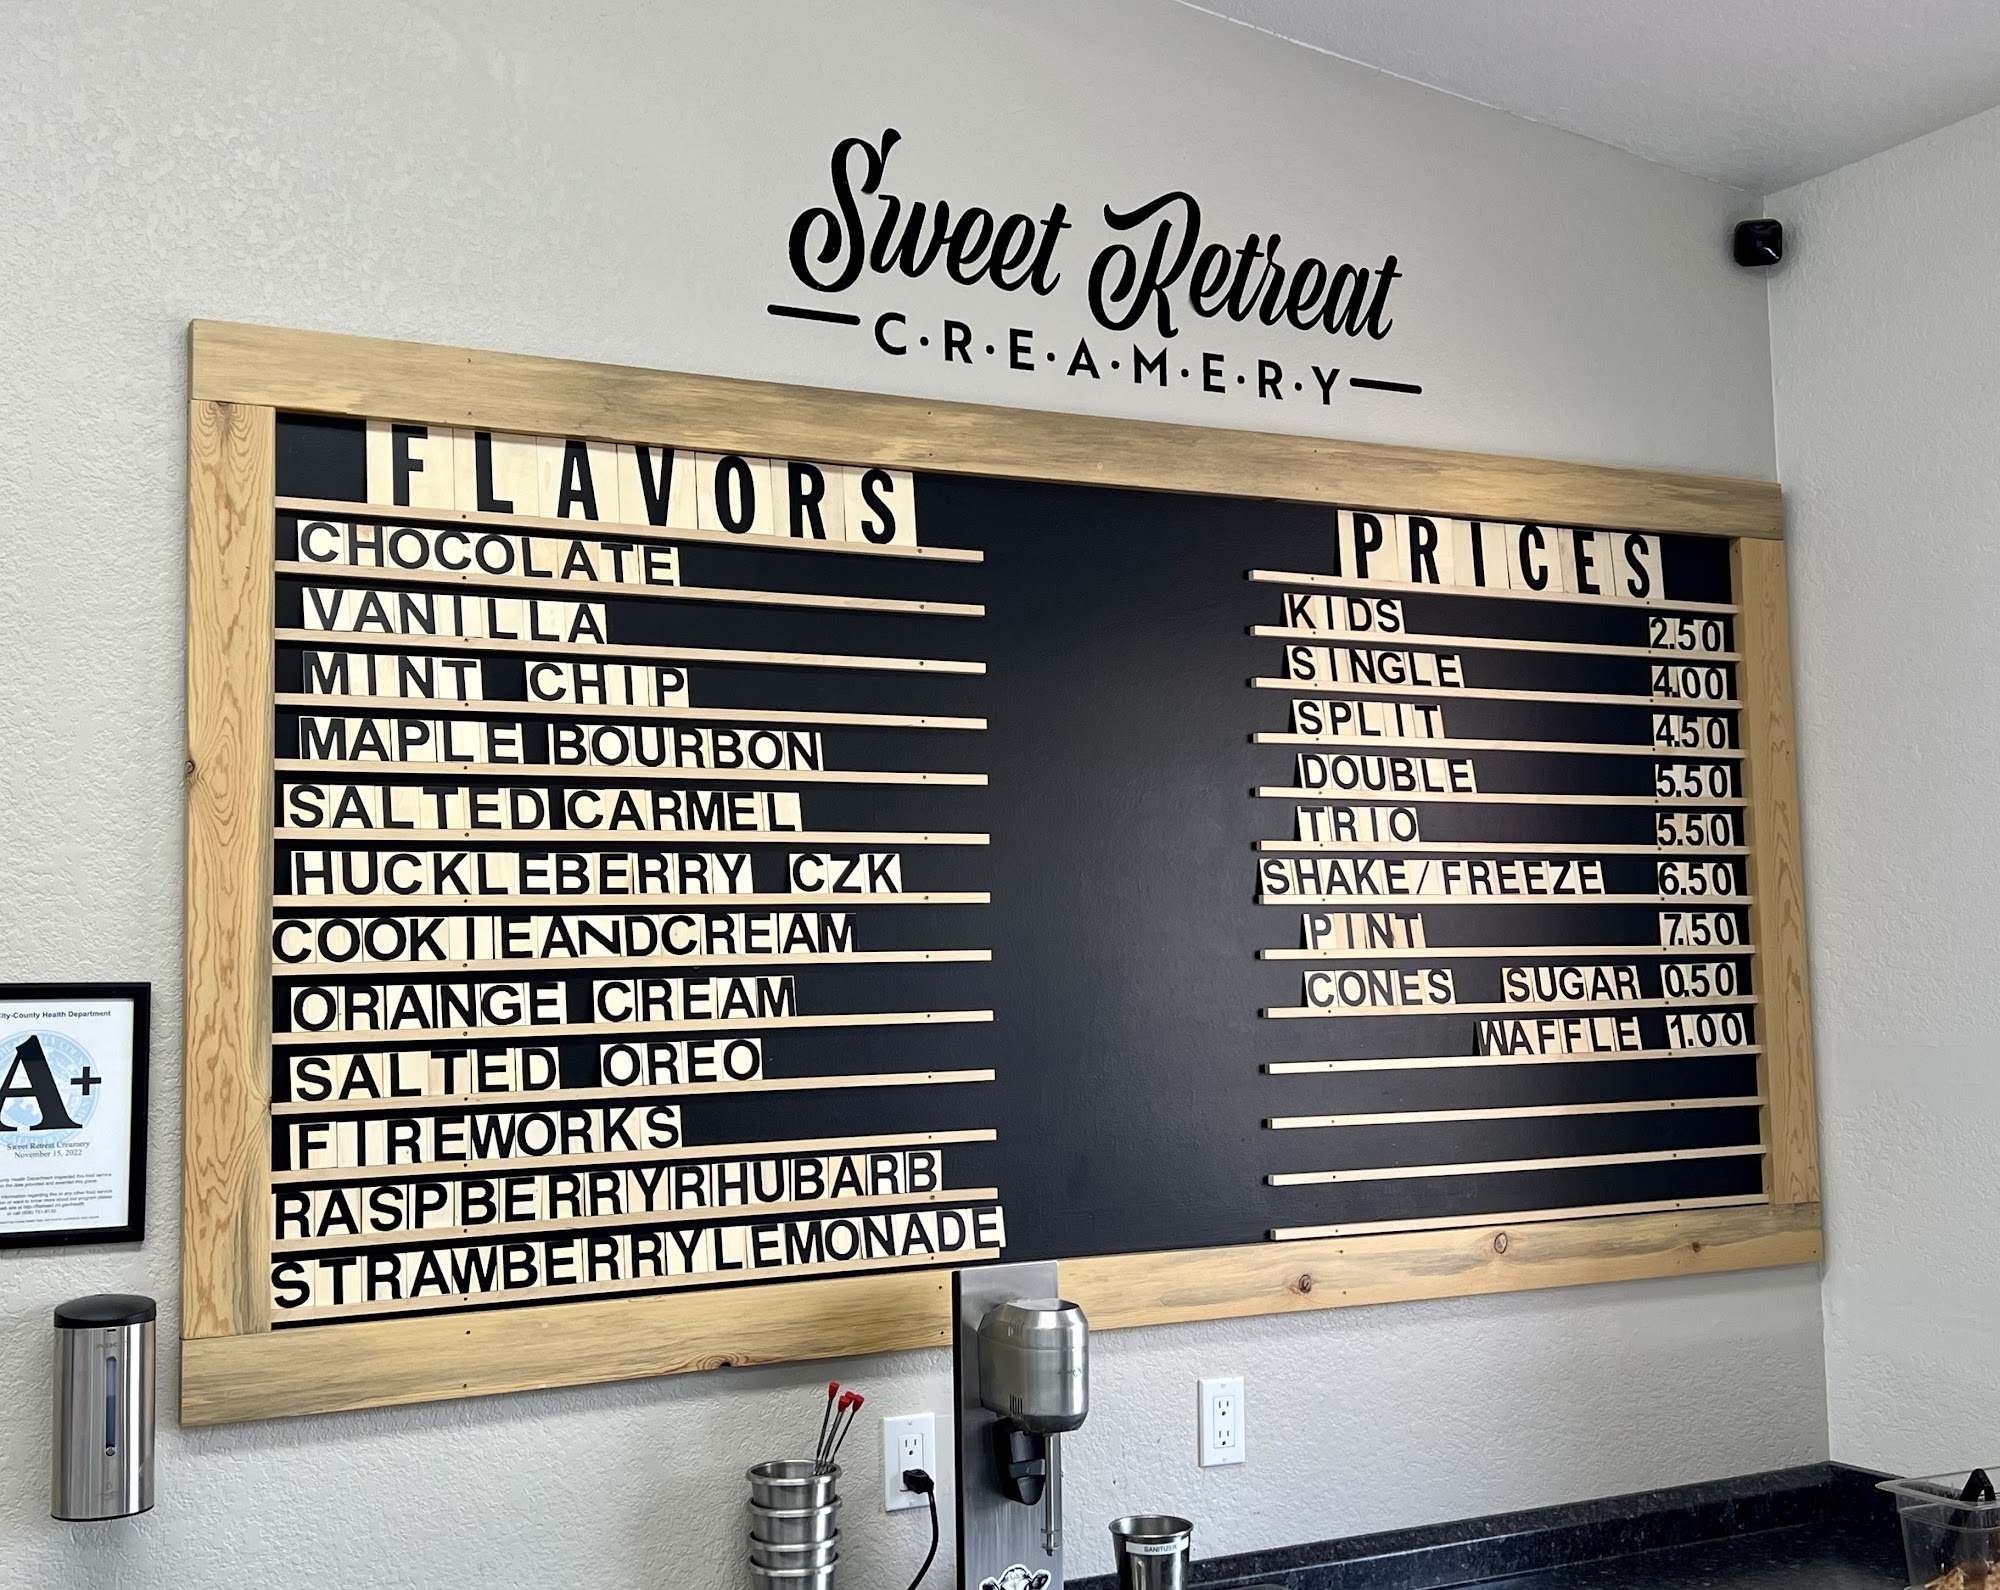 Sweet Retreat
C·R·E·A·M·E·R·Y
FLAVORS
CHOCOLATE
VANILLA
MINT CHIP
MAPLE BOURBON
SALTED CARMEL
HUCKLEBERRY CZK
COOKIEANDCREAM
ORANGE CREAM
SALTED OREO
FIREWORKS
RASPBERRYRHUBARB
STRAWBERRYLEMONADE
PRICES
KIDS 2.50
SINGLE 4.00
SPLIT 4.50
DOUBLE 5.50
TRIO 5.50
SHAKE/FREEZE 6.50
PINT 7.50
CONES SUGAR 0.50
WAFFLE 1.00
City-County Health Department
A+
Sweet Retreat Creamery
November 15, 2022
SANITIZER